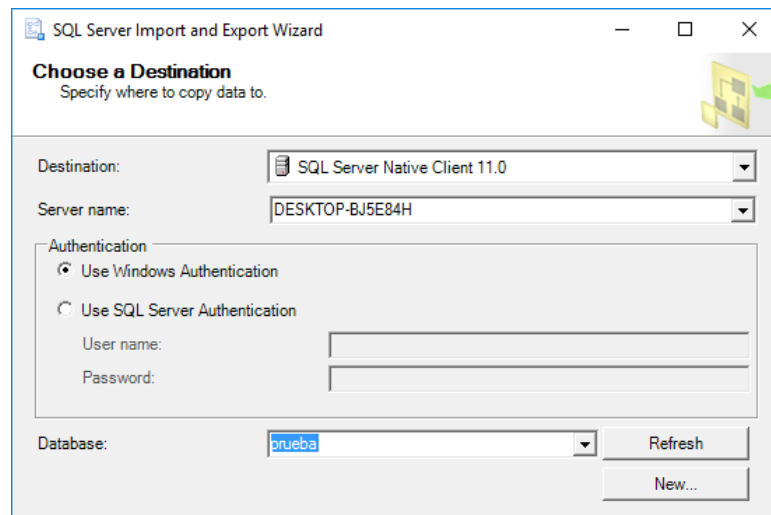 SQL Server Import and Export Wizard
Choose a Destination
Specify where to copy data to.
Destination: SQL Server Native Client 11.0
Server name: DESKTOP-BJ5E84H
Authentication
Use Windows Authentication
Use SQL Server Authentication
User name:
Password:
Database: prueba Refresh
New...